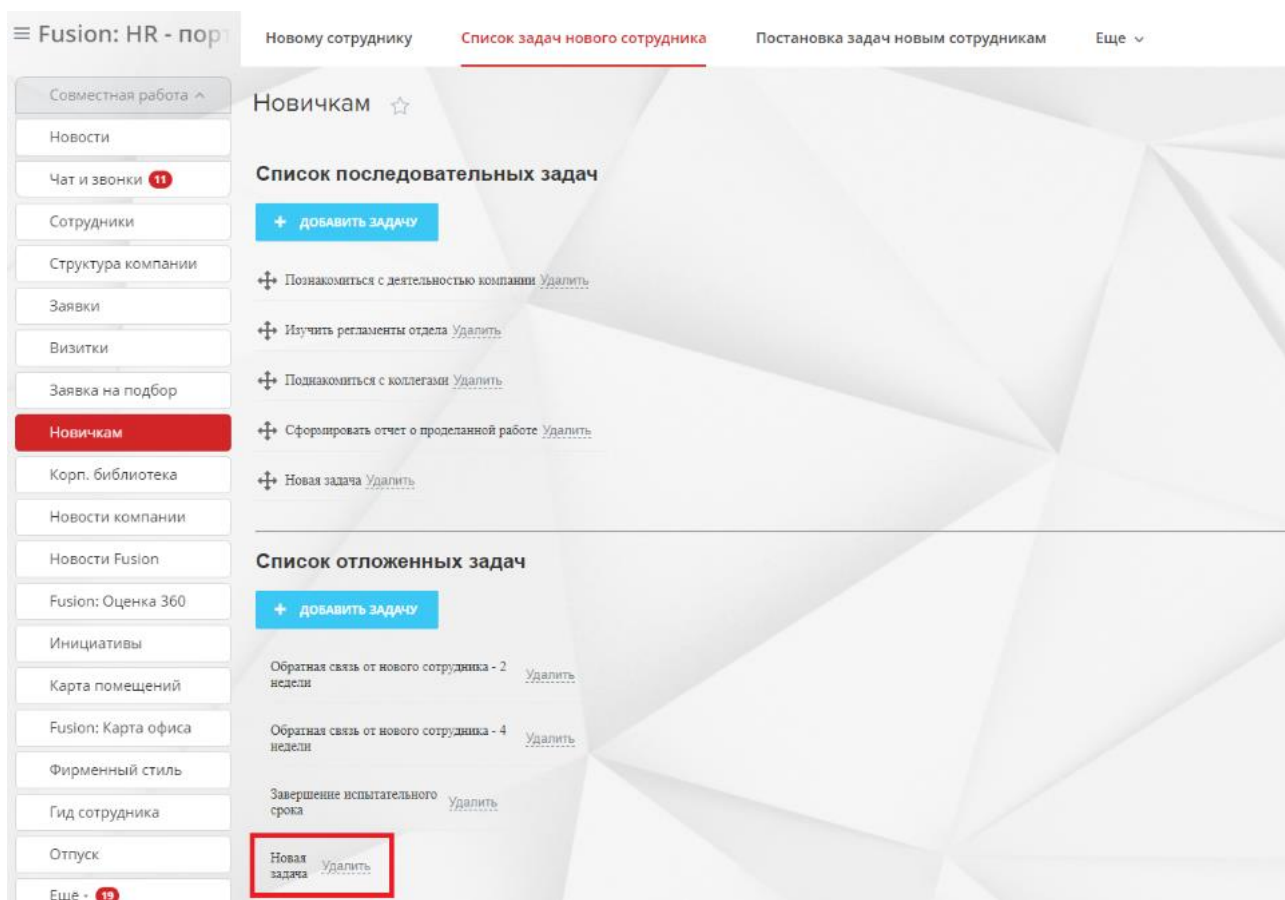 Fusion: HR - порт
Новому сотруднику
Список задач нового сотрудника
Постановка задач новым сотрудникам
Еще
Совместная работа
Новости
Чат и звонки 11
Сотрудники
Структура компании
Заявки
Визитки
Заявка на подбор
Новичкам
Корп. библиотека
Новости компании
Новости Fusion
Fusion: Оценка 360
Инициативы
Карта помещений
Fusion: Карта офиса
Фирменный стиль
Гид сотрудника
Отпуск
Ещё - 19
Новичкам
Список последовательных задач
+ ДОБАВИТЬ ЗАДАЧУ
Познакомиться с деятельностью компании Удалить
Изучить регламенты отдела Удалить
Поднакомиться с коллегами Удалить
Сформировать отчет о проделанной работе Удалить
Новая задача Удалить
Список отложенных задач
+ ДОБАВИТЬ ЗАДАЧУ
Обратная связь от нового сотрудника - 2
недели
Удалить
Обратная связь от нового сотрудника - 4
недели
Удалить
Завершение испытательного
срока
Удалить
Новая
задача
Удалить